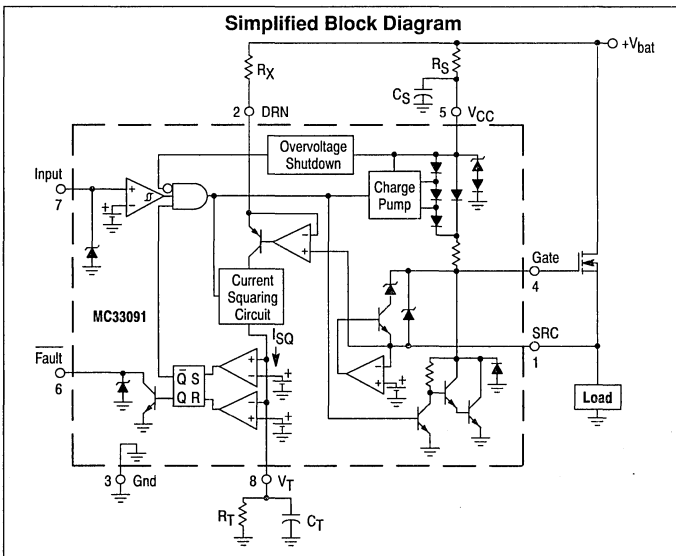 Simplified Block Diagram
+Vbat
RX
RS
CS
2 DRN
5 VCC
Overvoltage
Shutdown
Input
7
Charge
Pump
Gate
4
Current
Squaring
Circuit
MC33091
SRC
1
ISQ
Fault
6
Q̅ S
Q R
Load
3 Gnd
8 VT
RT
CT